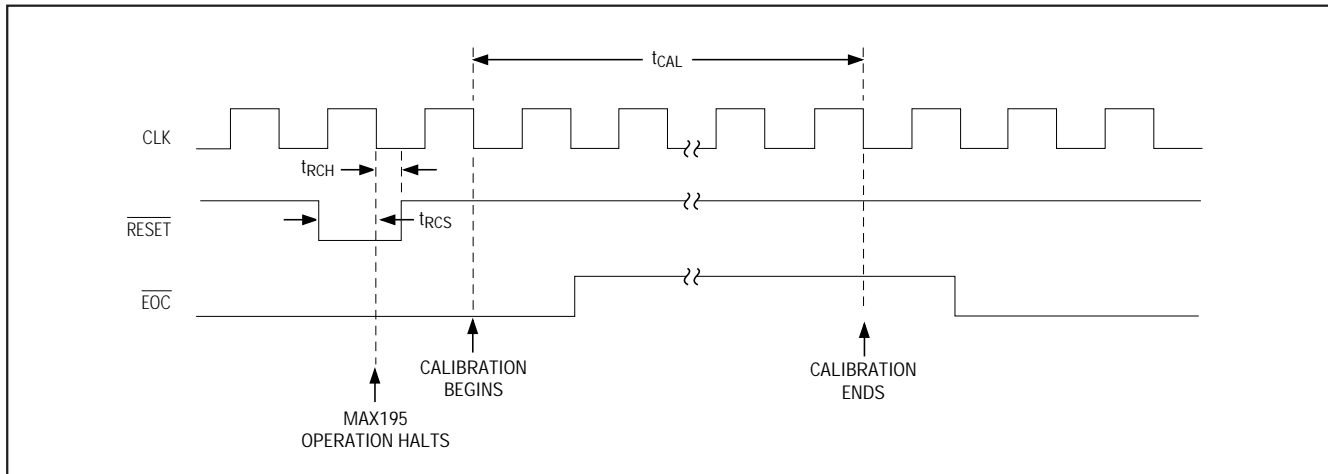 tCAL
CLK
tRCH
RESET
tRCS
EOC
CALIBRATION
BEGINS
CALIBRATION
ENDS
MAX195
OPERATION HALTS